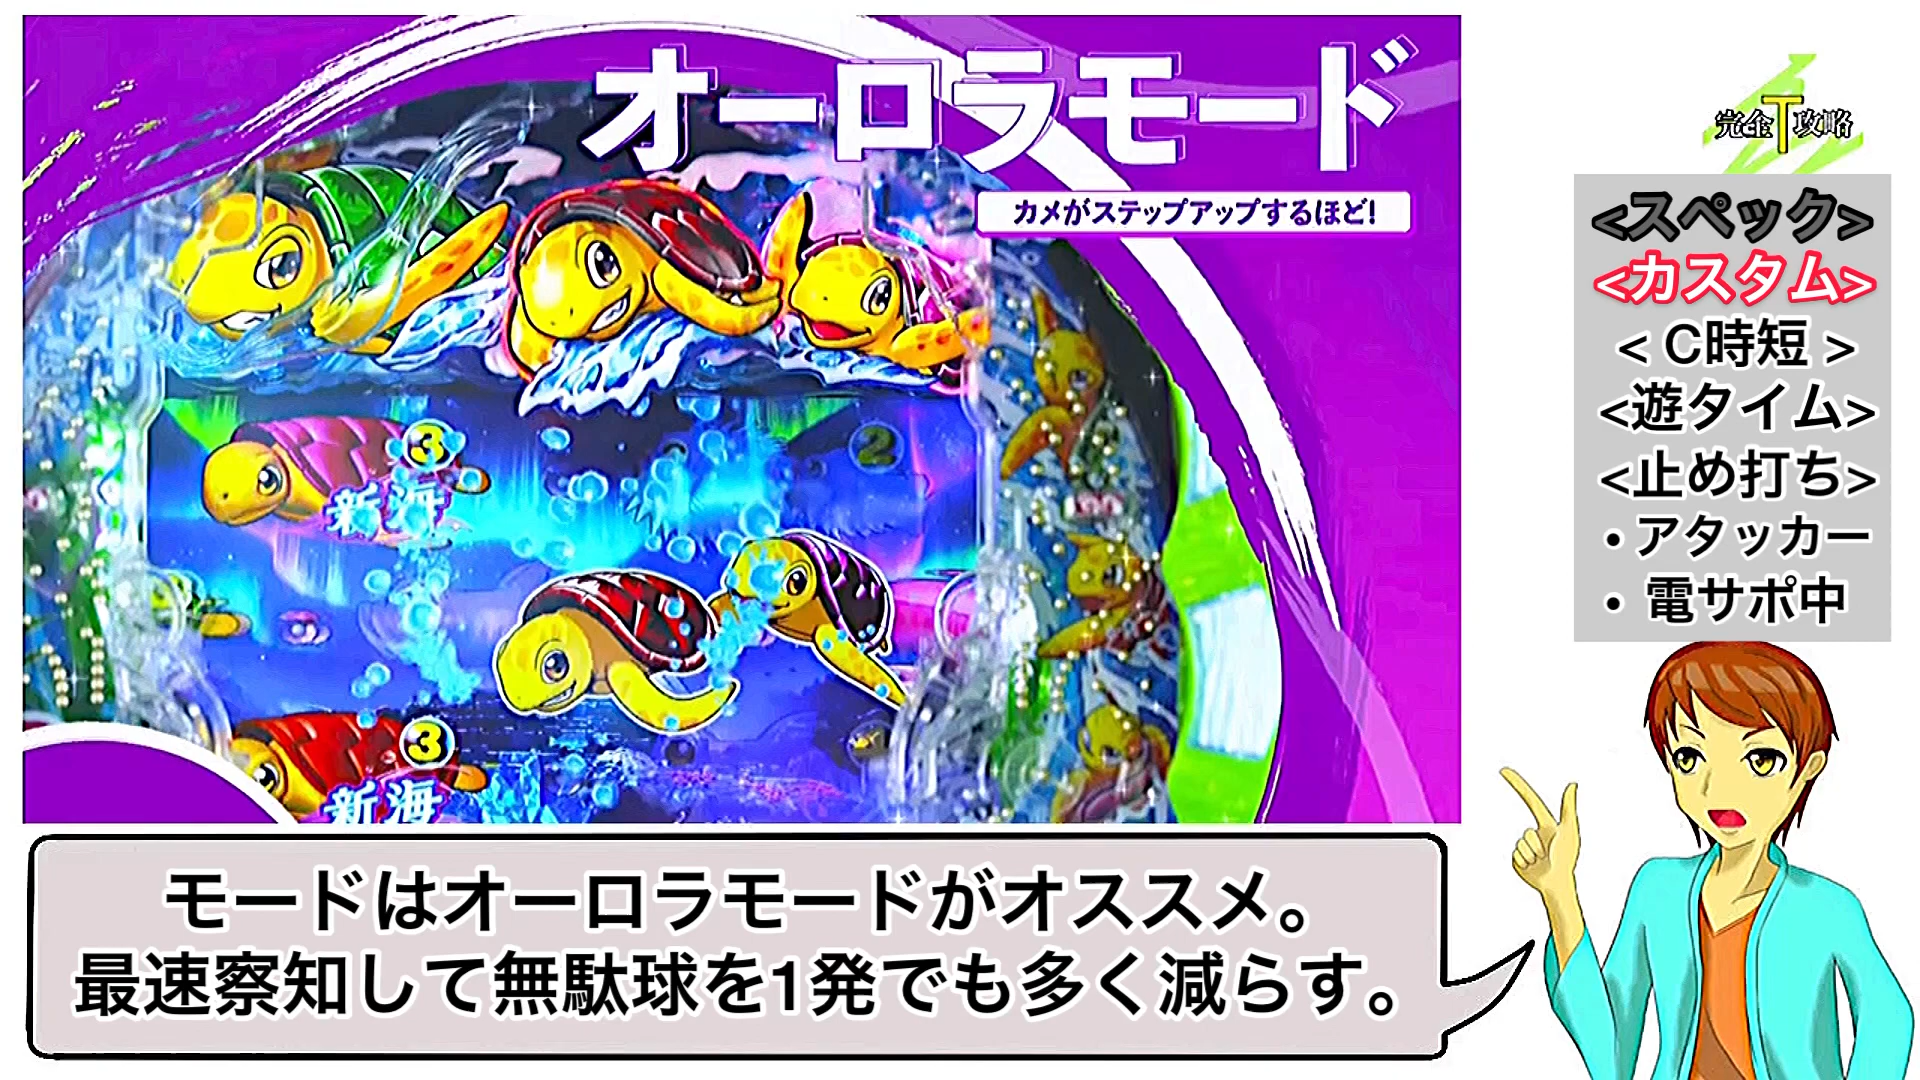 オーロラモード
カメがステップアップするほど!
3
2
新海
3
新海
完全T攻略
<スペック>
<カスタム>
< C時短 >
<遊タイム>
<止め打ち>
・アタッカー
・電サポ中
モードはオーロラモードがオススメ。
最速察知して無駄球を1発でも多く減らす。